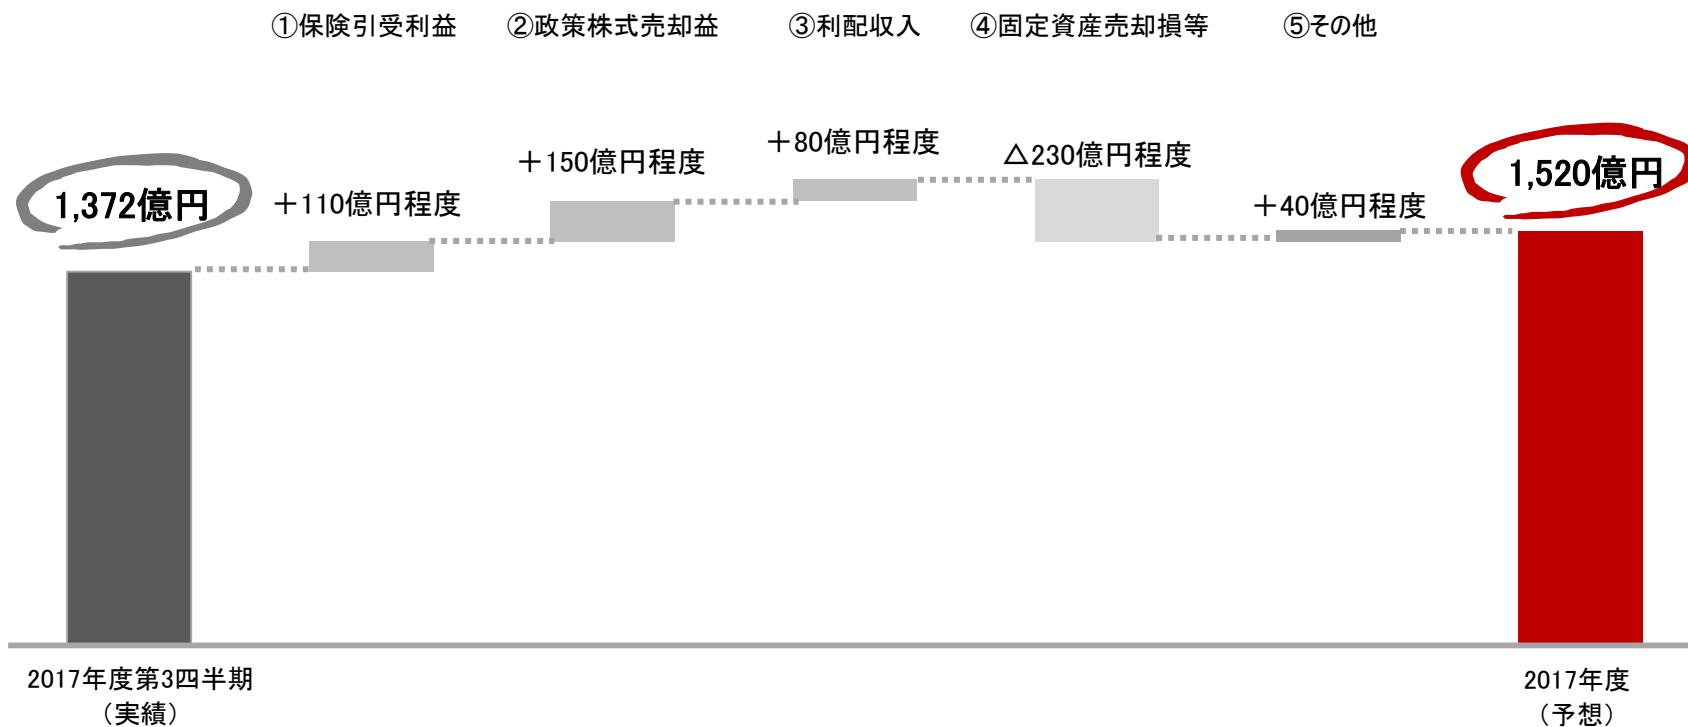 ①保険引受利益
②政策株式売却益
③利配収入
④固定資産売却損等
⑤その他
1,372億円
＋110億円程度
＋150億円程度
＋80億円程度
△230億円程度
＋40億円程度
1,520億円
2017年度第3四半期
（実績）
2017年度
（予想）